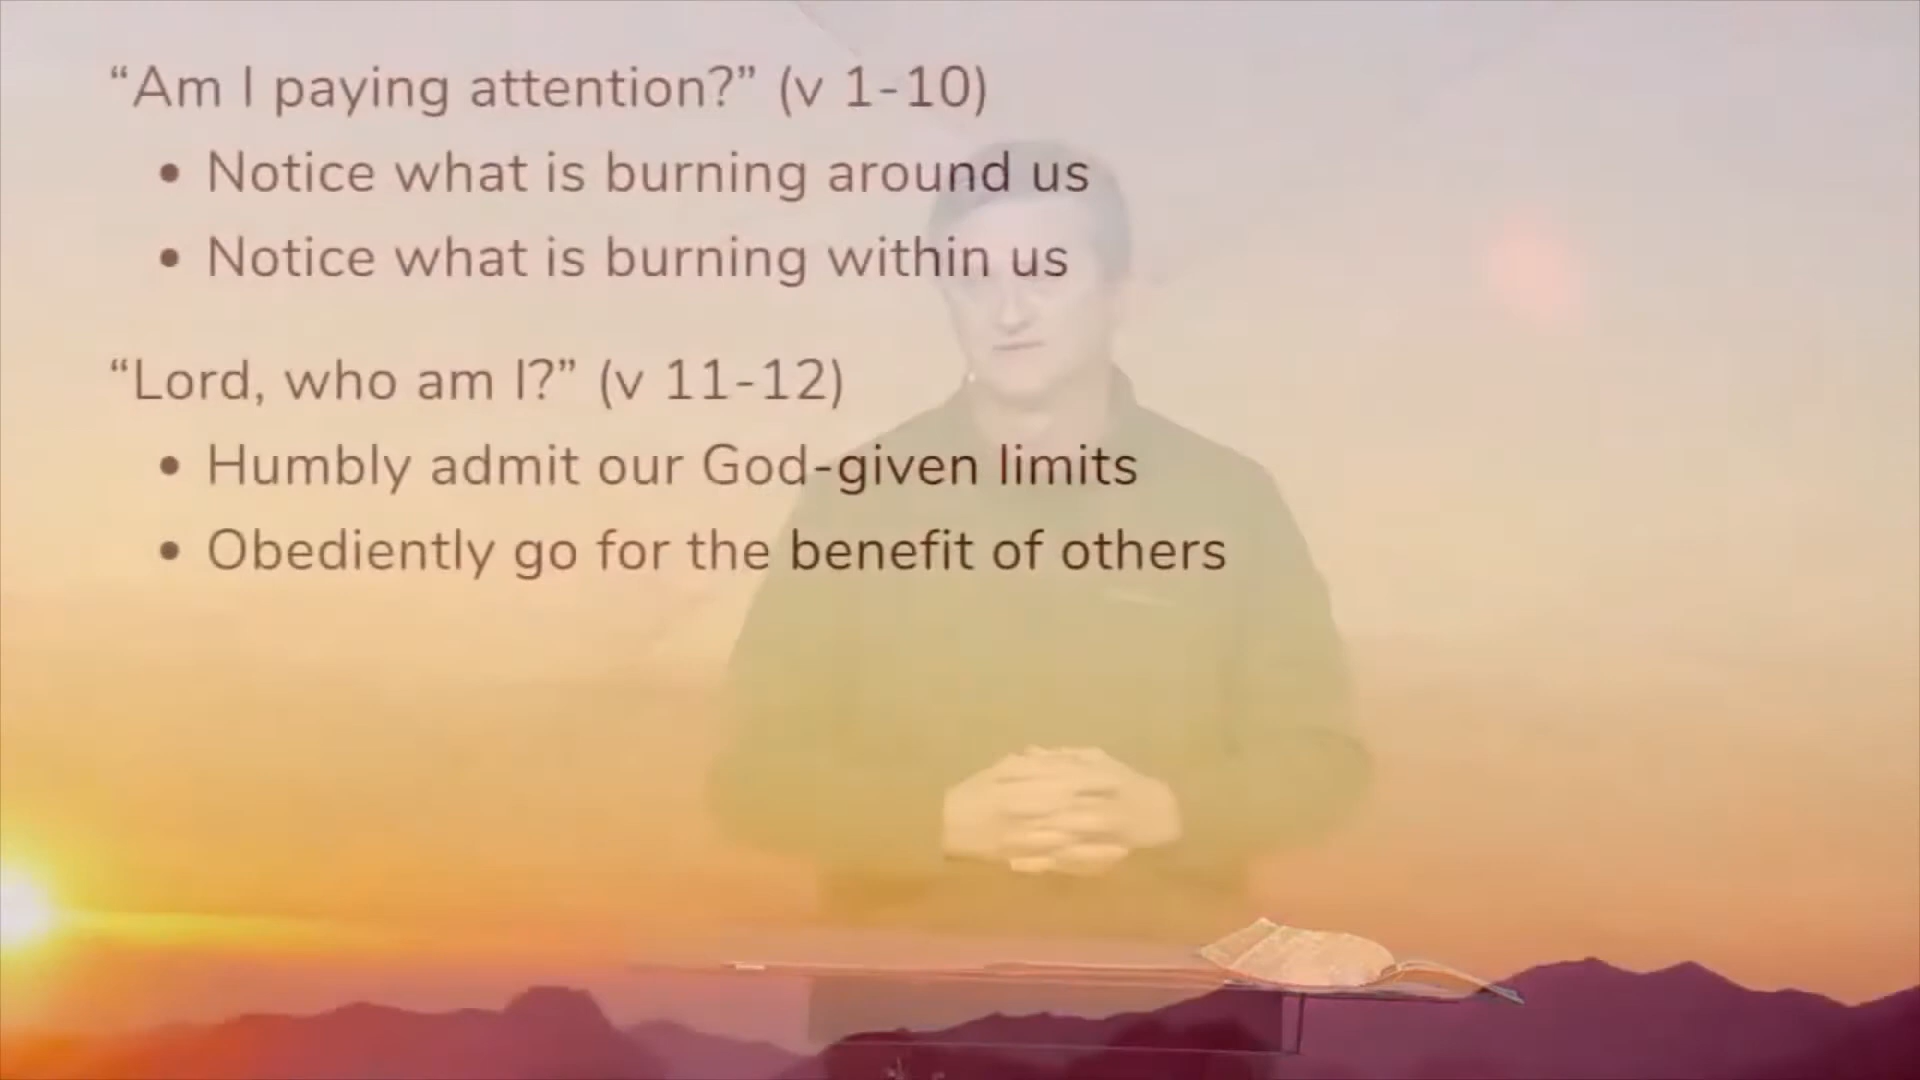 “Am I paying attention?” (v 1-10)
• Notice what is burning around us
• Notice what is burning within us
“Lord, who am I?” (v 11-12)
• Humbly admit our God-given limits
• Obediently go for the benefit of others